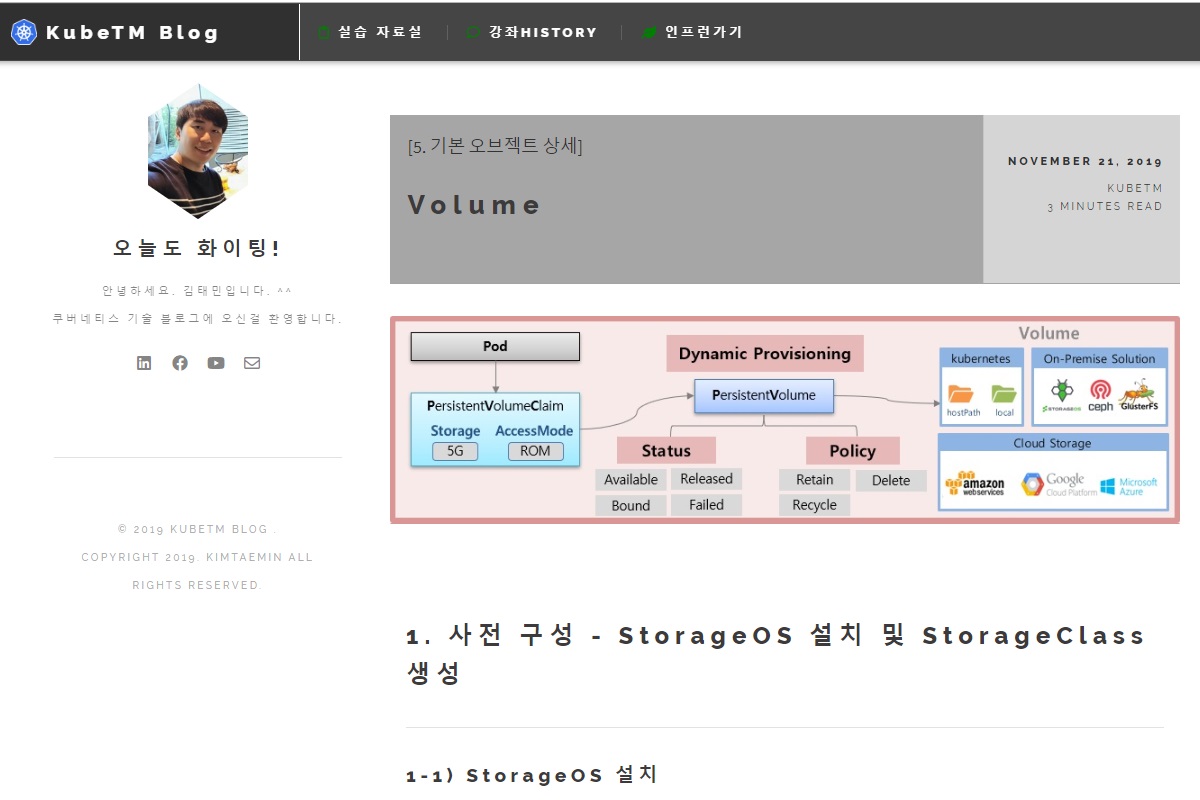 KubeTM Blog
실습 자료실
강좌HISTORY
인프런가기
오늘도 화이팅!
안녕하세요. 김태민입니다. ^^
쿠버네티스 기술 블로그에 오신걸 환영합니다.
© 2019 KUBETM BLOG .
COPYRIGHT 2019. KIMTAEMIN ALL
RIGHTS RESERVED.
[5. 기본 오브젝트 상세]
Volume
NOVEMBER 21, 2019
KUBETM
3 MINUTES READ
Pod
PersistentVolumeClaim
Storage AccessMode
5G ROM
Dynamic Provisioning
PersistentVolume
Status
Available Released
Bound Failed
Policy
Retain Delete
Recycle
Volume
kubernetes
hostPath local
On-Premise Solution
STORAGEOS ceph GlusterFS
Cloud Storage
amazon
webservices
Google
Cloud Platform
Microsoft
Azure
1. 사전 구성 - StorageOS 설치 및 StorageClass
생성
1-1) StorageOS 설치